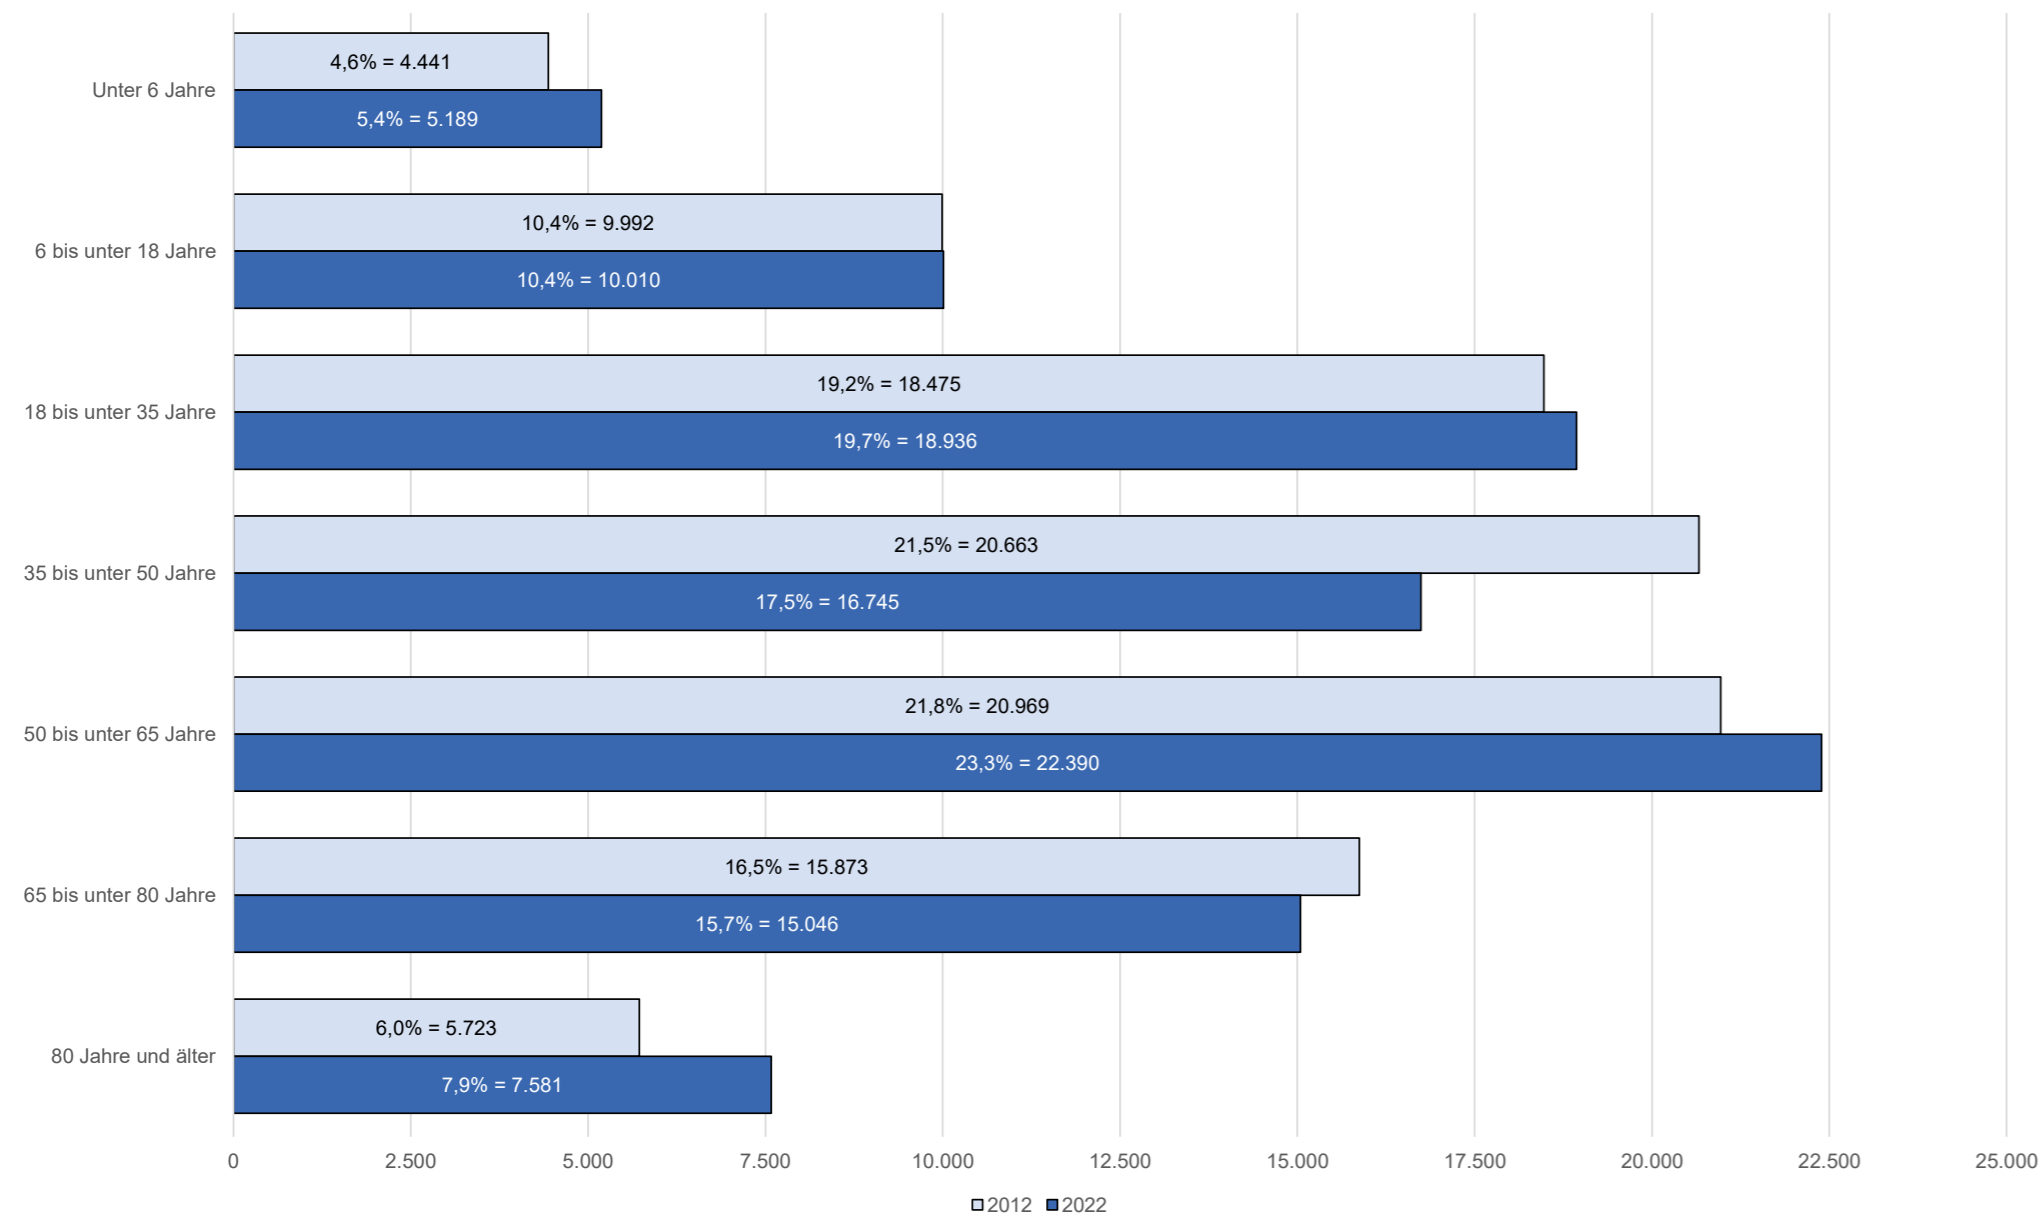 4,6% = 4.441
Unter 6 Jahre
5,4% = 5.189
10,4% = 9.992
6 bis unter 18 Jahre
10,4% = 10.010
19,2% = 18.475
18 bis unter 35 Jahre
19,7% = 18.936
21,5% = 20.663
35 bis unter 50 Jahre
17,5% = 16.745
21,8% = 20.969
50 bis unter 65 Jahre
23,3% = 22.390
16,5% = 15.873
65 bis unter 80 Jahre
15,7% = 15.046
6,0% = 5.723
80 Jahre und älter
7,9% = 7.581
0 2.500 5.000 7.500 10.000 12.500 15.000 17.500 20.000 22.500 25.000
2012 2022